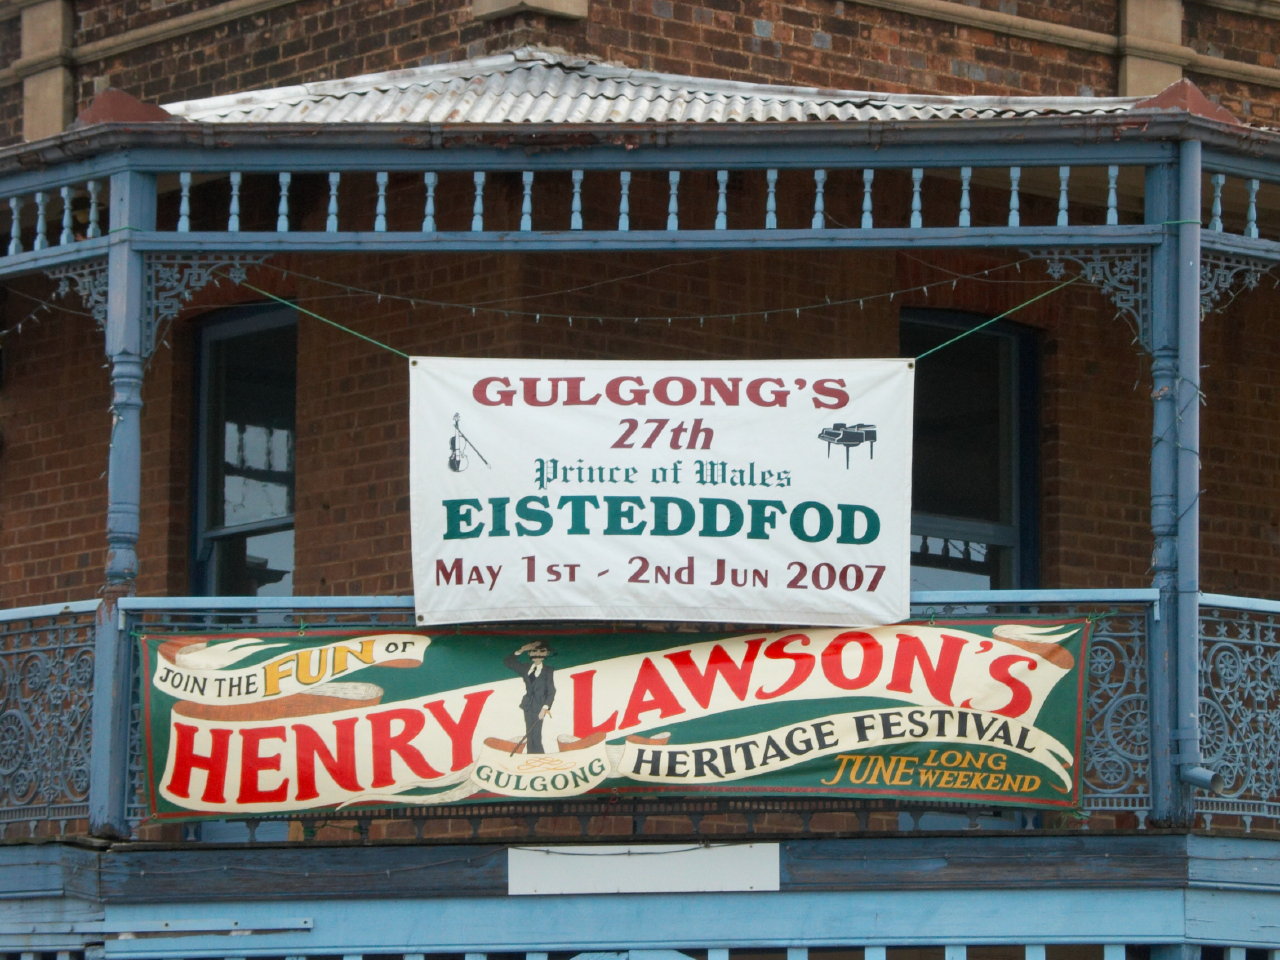 GULGONG'S
27th
Prince of Wales
EISTEDDFOD
MAY 1ST - 2Nd JUN 2007
JOIN THE FUN OF
HENRY LAWSON'S
GULGONG
HERITAGE FESTIVAL
JUNE LONG WEEKEND